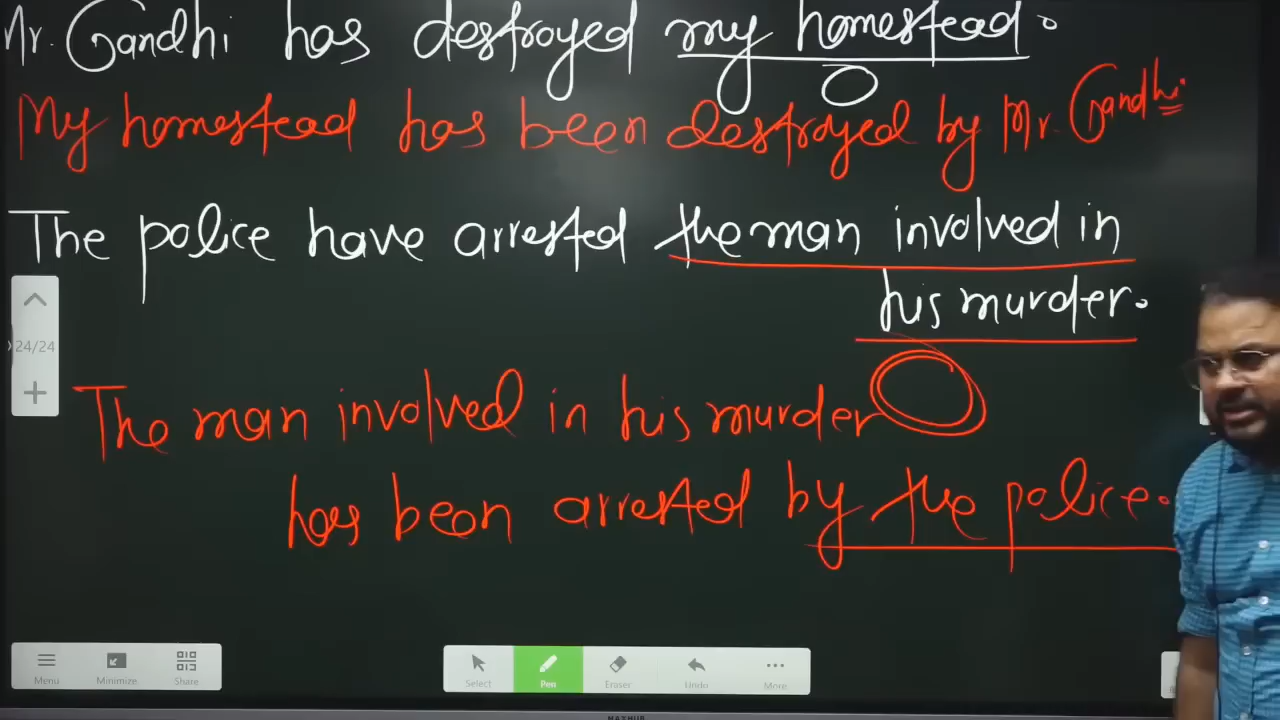 Mr. Gandhi has destroyed my homestead.
My homestead has been destroyed by Mr. Gandhi
The police have arrested the man involved in
his murder.
24/24
The man involved in his murder
has been arrested by the police.
Menu Minimize Share Select Pen Eraser Undo More